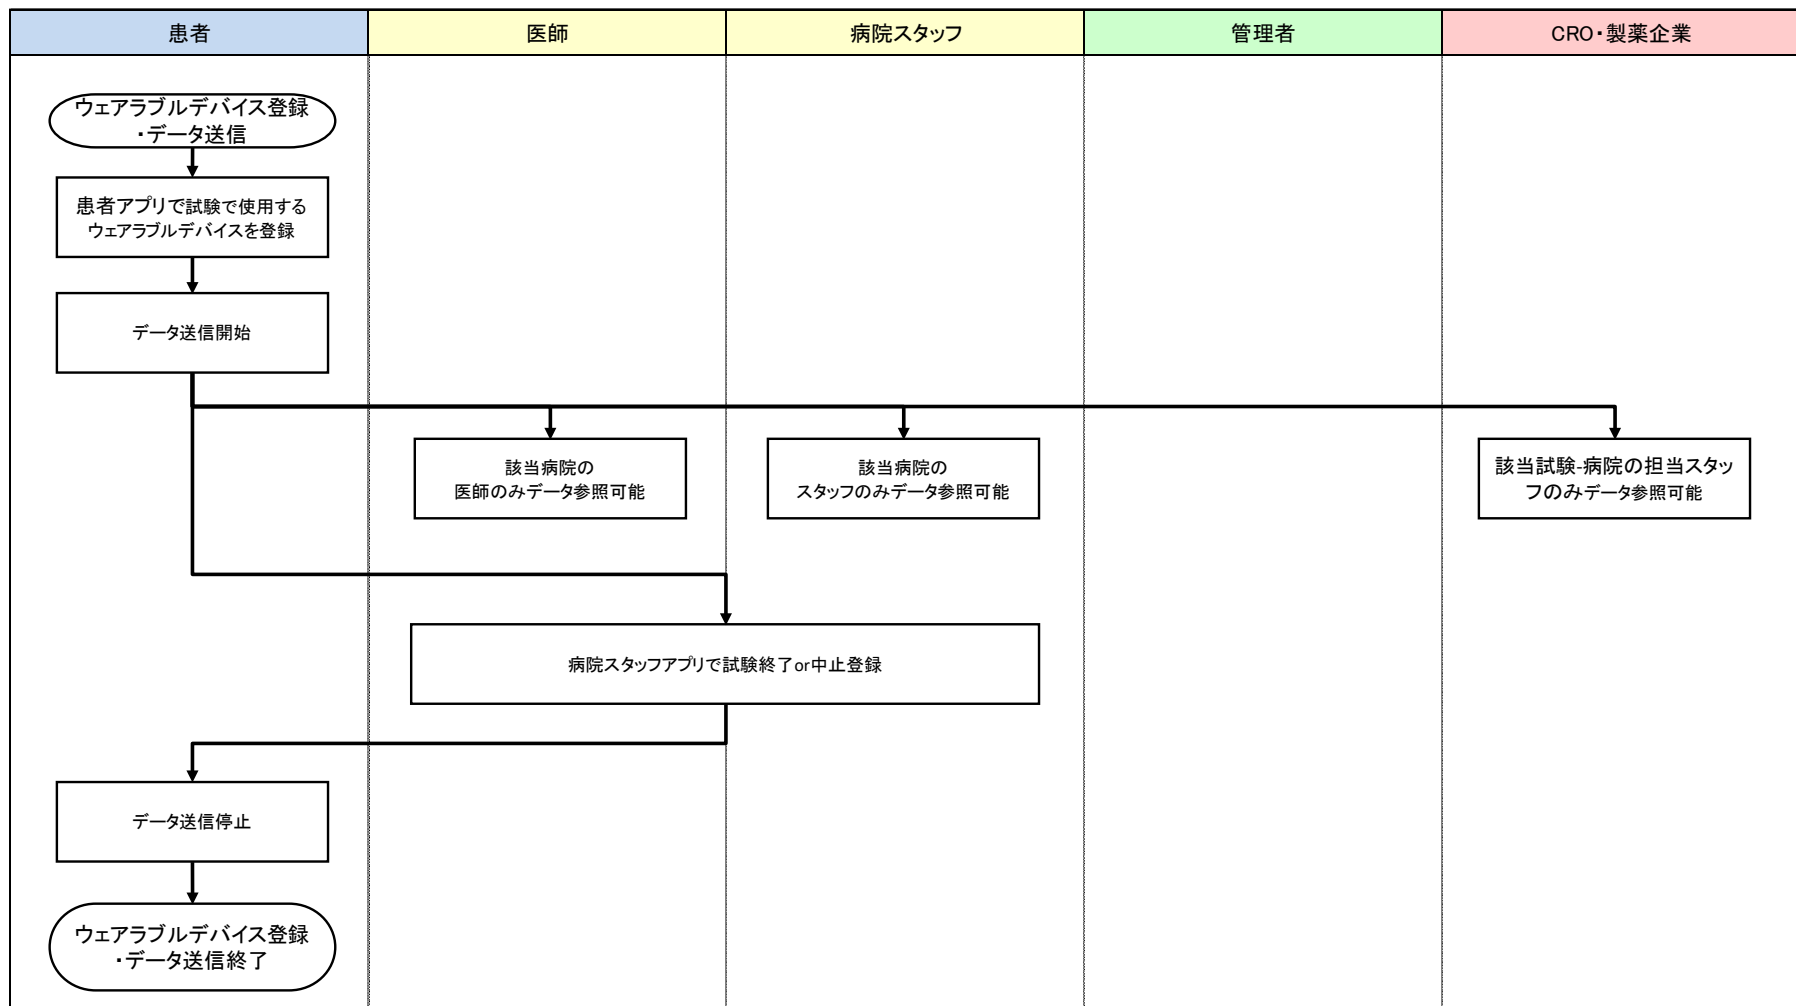 患者
医師
病院スタッフ
管理者
CRO・製薬企業
ウェアラブルデバイス登録
・データ送信
患者アプリで試験で使用する
ウェアラブルデバイスを登録
データ送信開始
該当病院の
医師のみデータ参照可能
該当病院の
スタッフのみデータ参照可能
該当試験-病院の担当スタッ
フのみデータ参照可能
病院スタッフアプリで試験終了or中止登録
データ送信停止
ウェアラブルデバイス登録
・データ送信終了